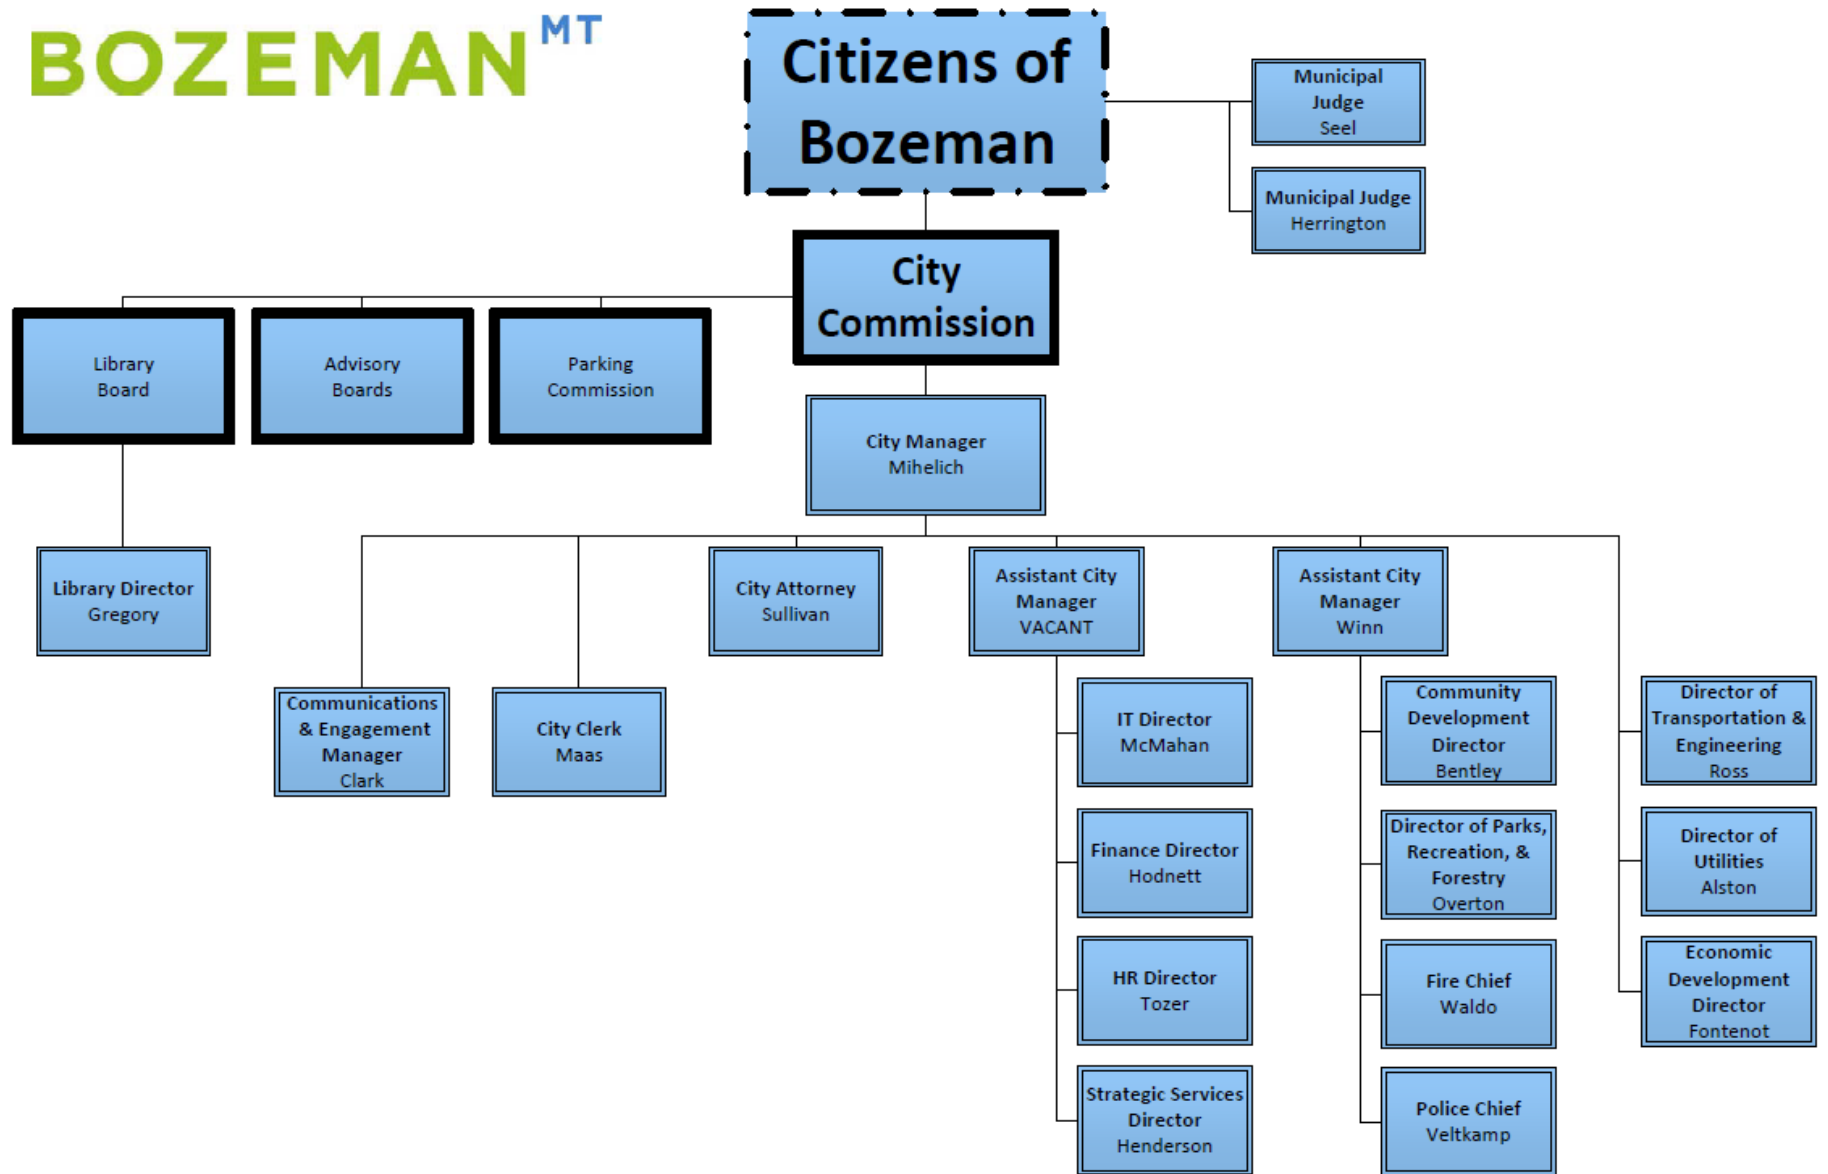 BOZEMAN MT
Citizens of
Bozeman
Municipal
Judge
Seel
Municipal Judge
Herrington
City
Commission
Library
Board
Advisory
Boards
Parking
Commission
City Manager
Mihelich
Library Director
Gregory
City Attorney
Sullivan
Assistant City
Manager
VACANT
Assistant City
Manager
Winn
Communications
& Engagement
Manager
Clark
City Clerk
Maas
IT Director
McMahan
Finance Director
Hodnett
HR Director
Tozer
Strategic Services
Director
Henderson
Community
Development
Director
Bentley
Director of Parks,
Recreation, &
Forestry
Overton
Fire Chief
Waldo
Police Chief
Veltkamp
Director of
Transportation &
Engineering
Ross
Director of
Utilities
Alston
Economic
Development
Director
Fontenot